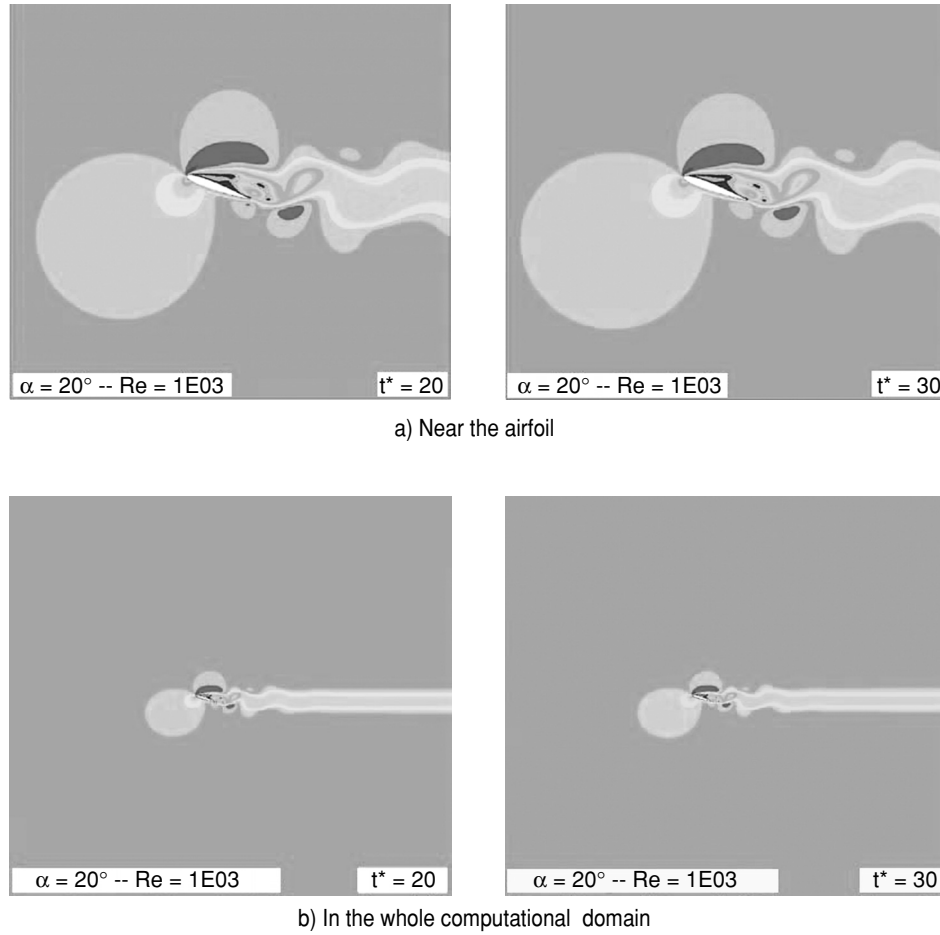 α = 20° -- Re = 1E03
t* = 20
α = 20° -- Re = 1E03
t* = 30
a) Near the airfoil
α = 20° -- Re = 1E03
t* = 20
α = 20° -- Re = 1E03
t* = 30
b) In the whole computational domain